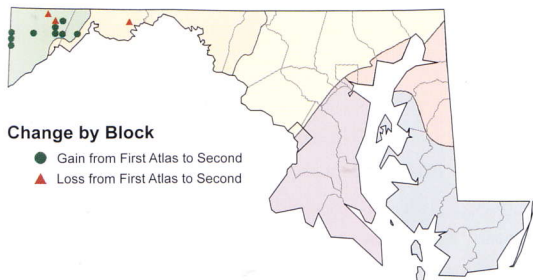 Change by Block
Gain from First Atlas to Second
Loss from First Atlas to Second